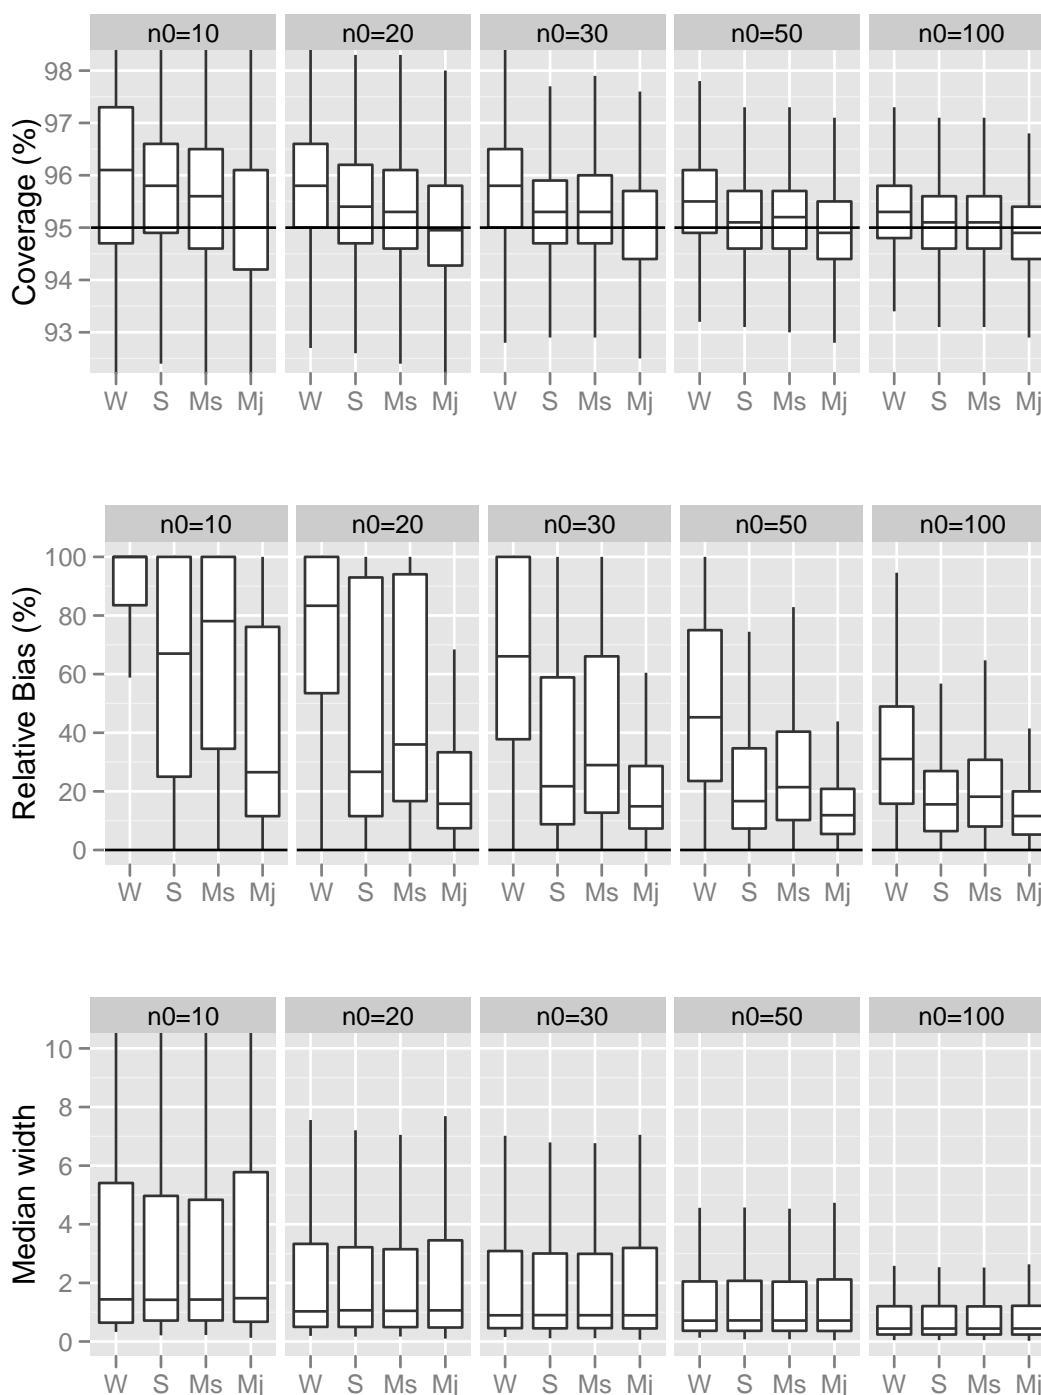 n0=10 n0=20 n0=30 n0=50 n0=100
Coverage (%)
98
97
96
95
94
93
W S Ms Mj W S Ms Mj W S Ms Mj W S Ms Mj W S Ms Mj
n0=10 n0=20 n0=30 n0=50 n0=100
Relative Bias (%)
100
80
60
40
20
0
W S Ms Mj W S Ms Mj W S Ms Mj W S Ms Mj W S Ms Mj
n0=10 n0=20 n0=30 n0=50 n0=100
Median width
10
8
6
4
2
0
W S Ms Mj W S Ms Mj W S Ms Mj W S Ms Mj W S Ms Mj